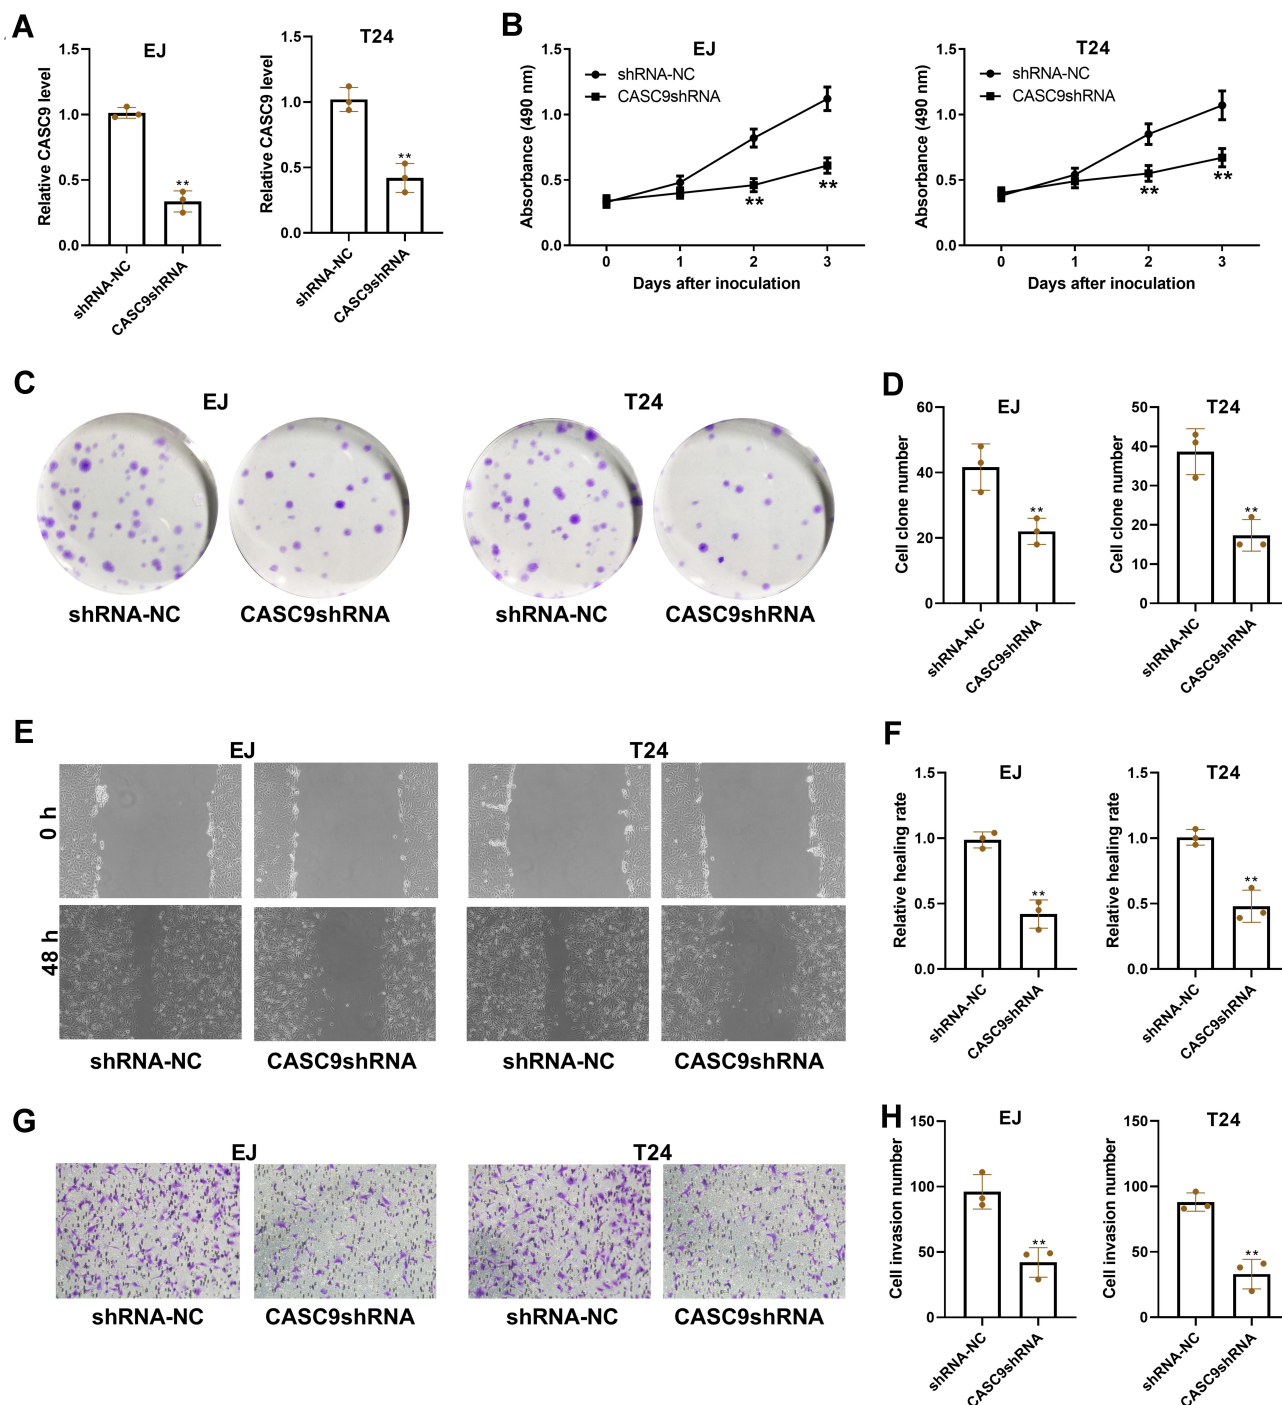 A
EJ
Relative CASC9 level
1.5
1.0
0.5
0.0
**
shRNA-NC
CASC9shRNA
T24
Relative CASC9 level
1.5
1.0
0.5
0.0
**
shRNA-NC
CASC9shRNA
B
EJ
shRNA-NC
CASC9shRNA
Absorbance (490 nm)
1.5
1.0
0.5
0.0
**
**
0 1 2 3
Days after inoculation
T24
shRNA-NC
CASC9shRNA
Absorbance (490 nm)
1.5
1.0
0.5
0.0
**
**
0 1 2 3
Days after inoculation
C
EJ
T24
shRNA-NC
CASC9shRNA
shRNA-NC
CASC9shRNA
D
EJ
Cell clone number
60
40
20
0
**
shRNA-NC
CASC9shRNA
T24
Cell clone number
50
40
30
20
10
0
**
shRNA-NC
CASC9shRNA
E
EJ
T24
0 h
48 h
shRNA-NC
CASC9shRNA
shRNA-NC
CASC9shRNA
F
EJ
Relative healing rate
1.5
1.0
0.5
0.0
**
shRNA-NC
CASC9shRNA
T24
Relative healing rate
1.5
1.0
0.5
0.0
**
shRNA-NC
CASC9shRNA
G
EJ
T24
shRNA-NC
CASC9shRNA
shRNA-NC
CASC9shRNA
H
EJ
Cell invasion number
150
100
50
0
**
shRNA-NC
CASC9shRNA
T24
Cell invasion number
150
100
50
0
**
shRNA-NC
CASC9shRNA